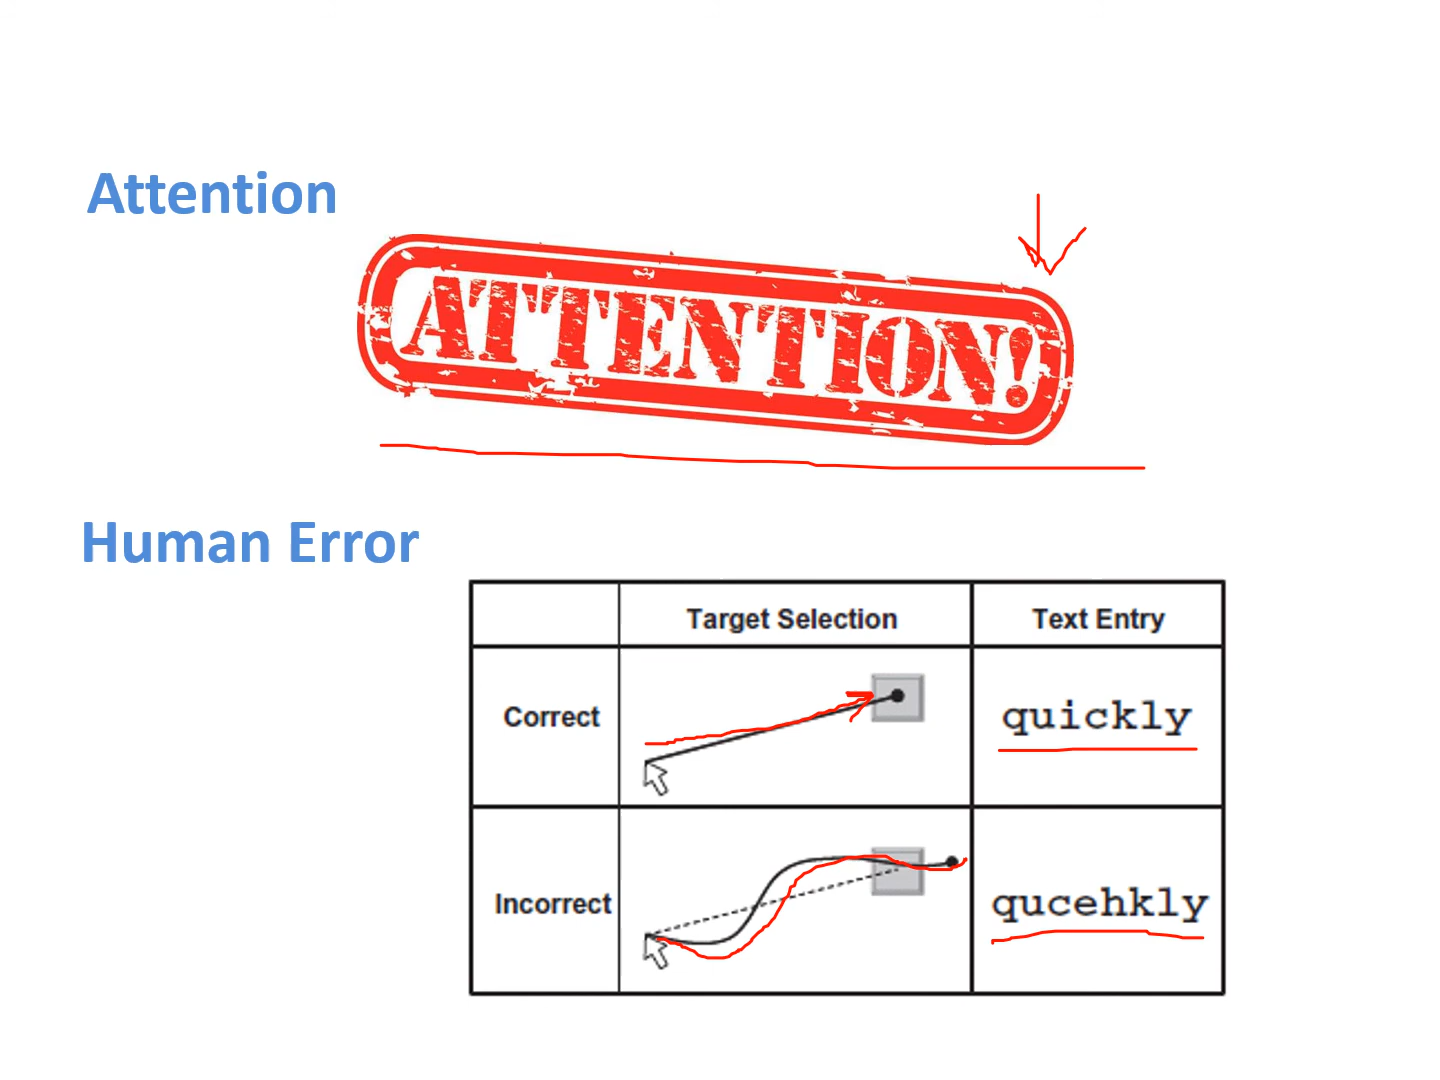 Attention
ATTENTION!
Human Error
Target Selection Text Entry
Correct quickly
Incorrect qucehkly